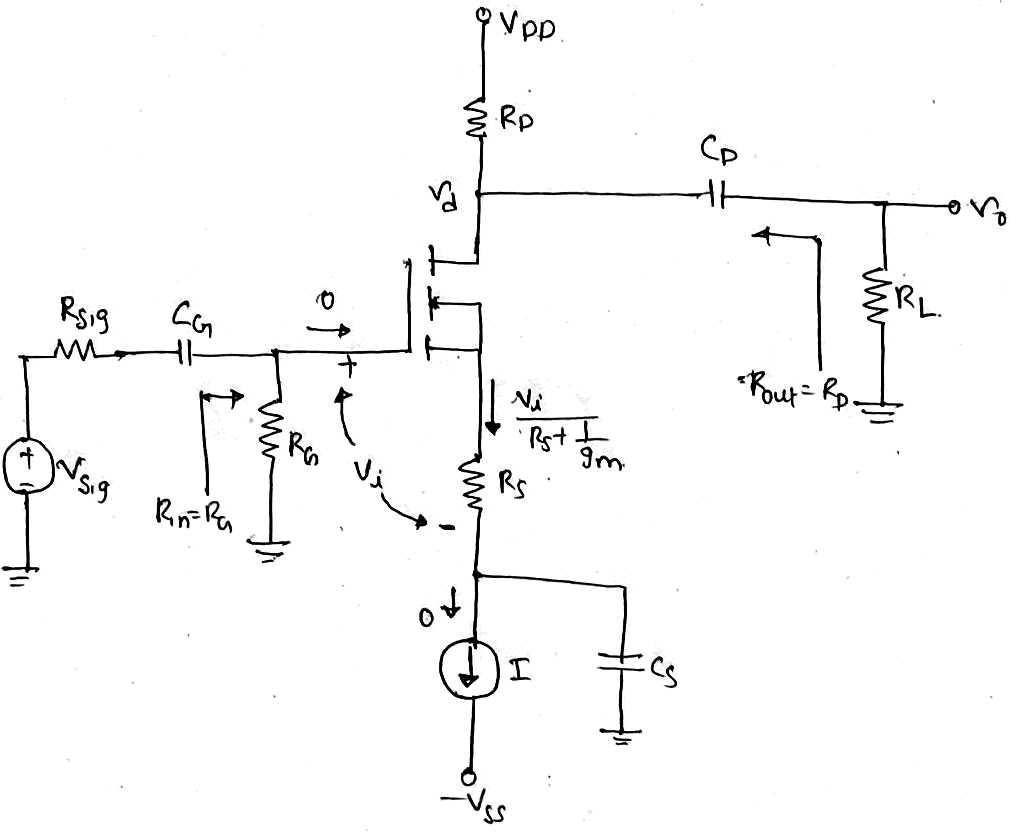 VDD
RD
CD
Vd
Vo
Rsig
CG
0
+
RL
Rout = RD
Vi
RS + 1
gm
+
-
Vsig
RG
Vi
RS
Rin = RG
-
0
I
CS
-VSS